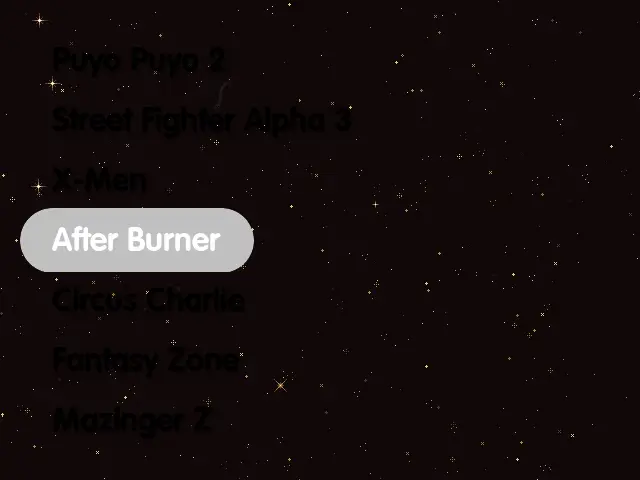 Puyo Puyo 2
Street Fighter Alpha 3
X-Men
After Burner
Circus Charlie
Fantasy Zone
Mazinger Z